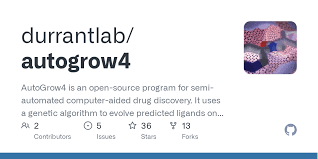 durrantlab/
autogrow4
AutoGrow4 is an open-source program for semi-
automated computer-aided drug discovery. It uses
a genetic algorithm to evolve predicted ligands on...
2 5 36 13
Contributors Issues Stars Forks